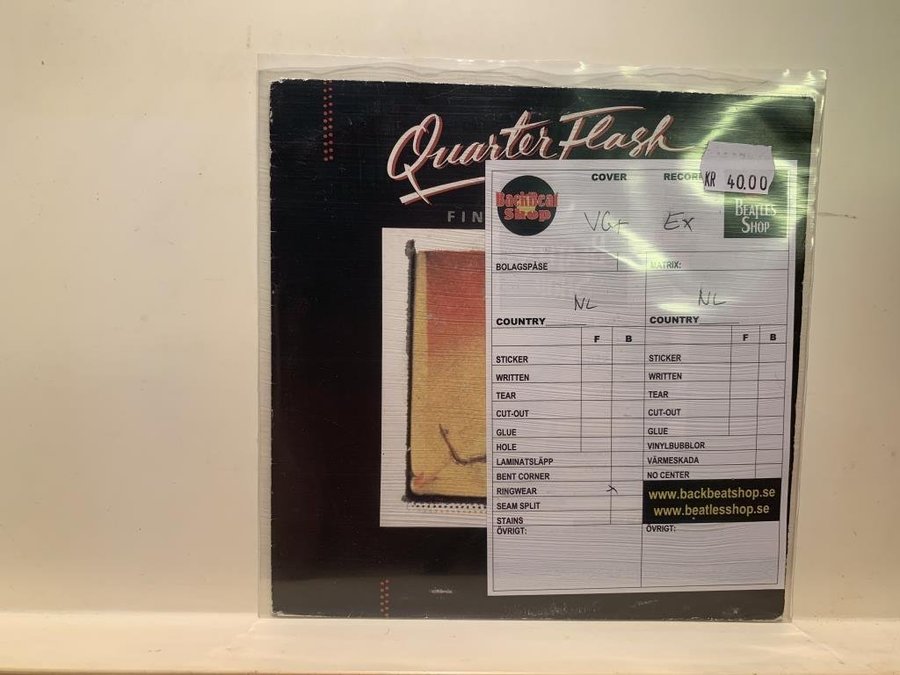 Quarter Flash
FIN
KR 40.00
BackBeat
Shop
COVER
VG+
Ex
BEATLES
SHOP
BOLAGSPÅSE
MATRIX:
NL
NL
COUNTRY
COUNTRY
F B
F B
STICKER
STICKER
WRITTEN
WRITTEN
TEAR
TEAR
CUT-OUT
CUT-OUT
GLUE
GLUE
HOLE
VINYLBUBBLOR
LAMINATSLÄPP
VÄRMESKADA
BENT CORNER
NO CENTER
RINGWEAR x
SEAM SPLIT
STAINS
www.backbeatshop.se
www.beatlesshop.se
ÖVRIGT:
ÖVRIGT: